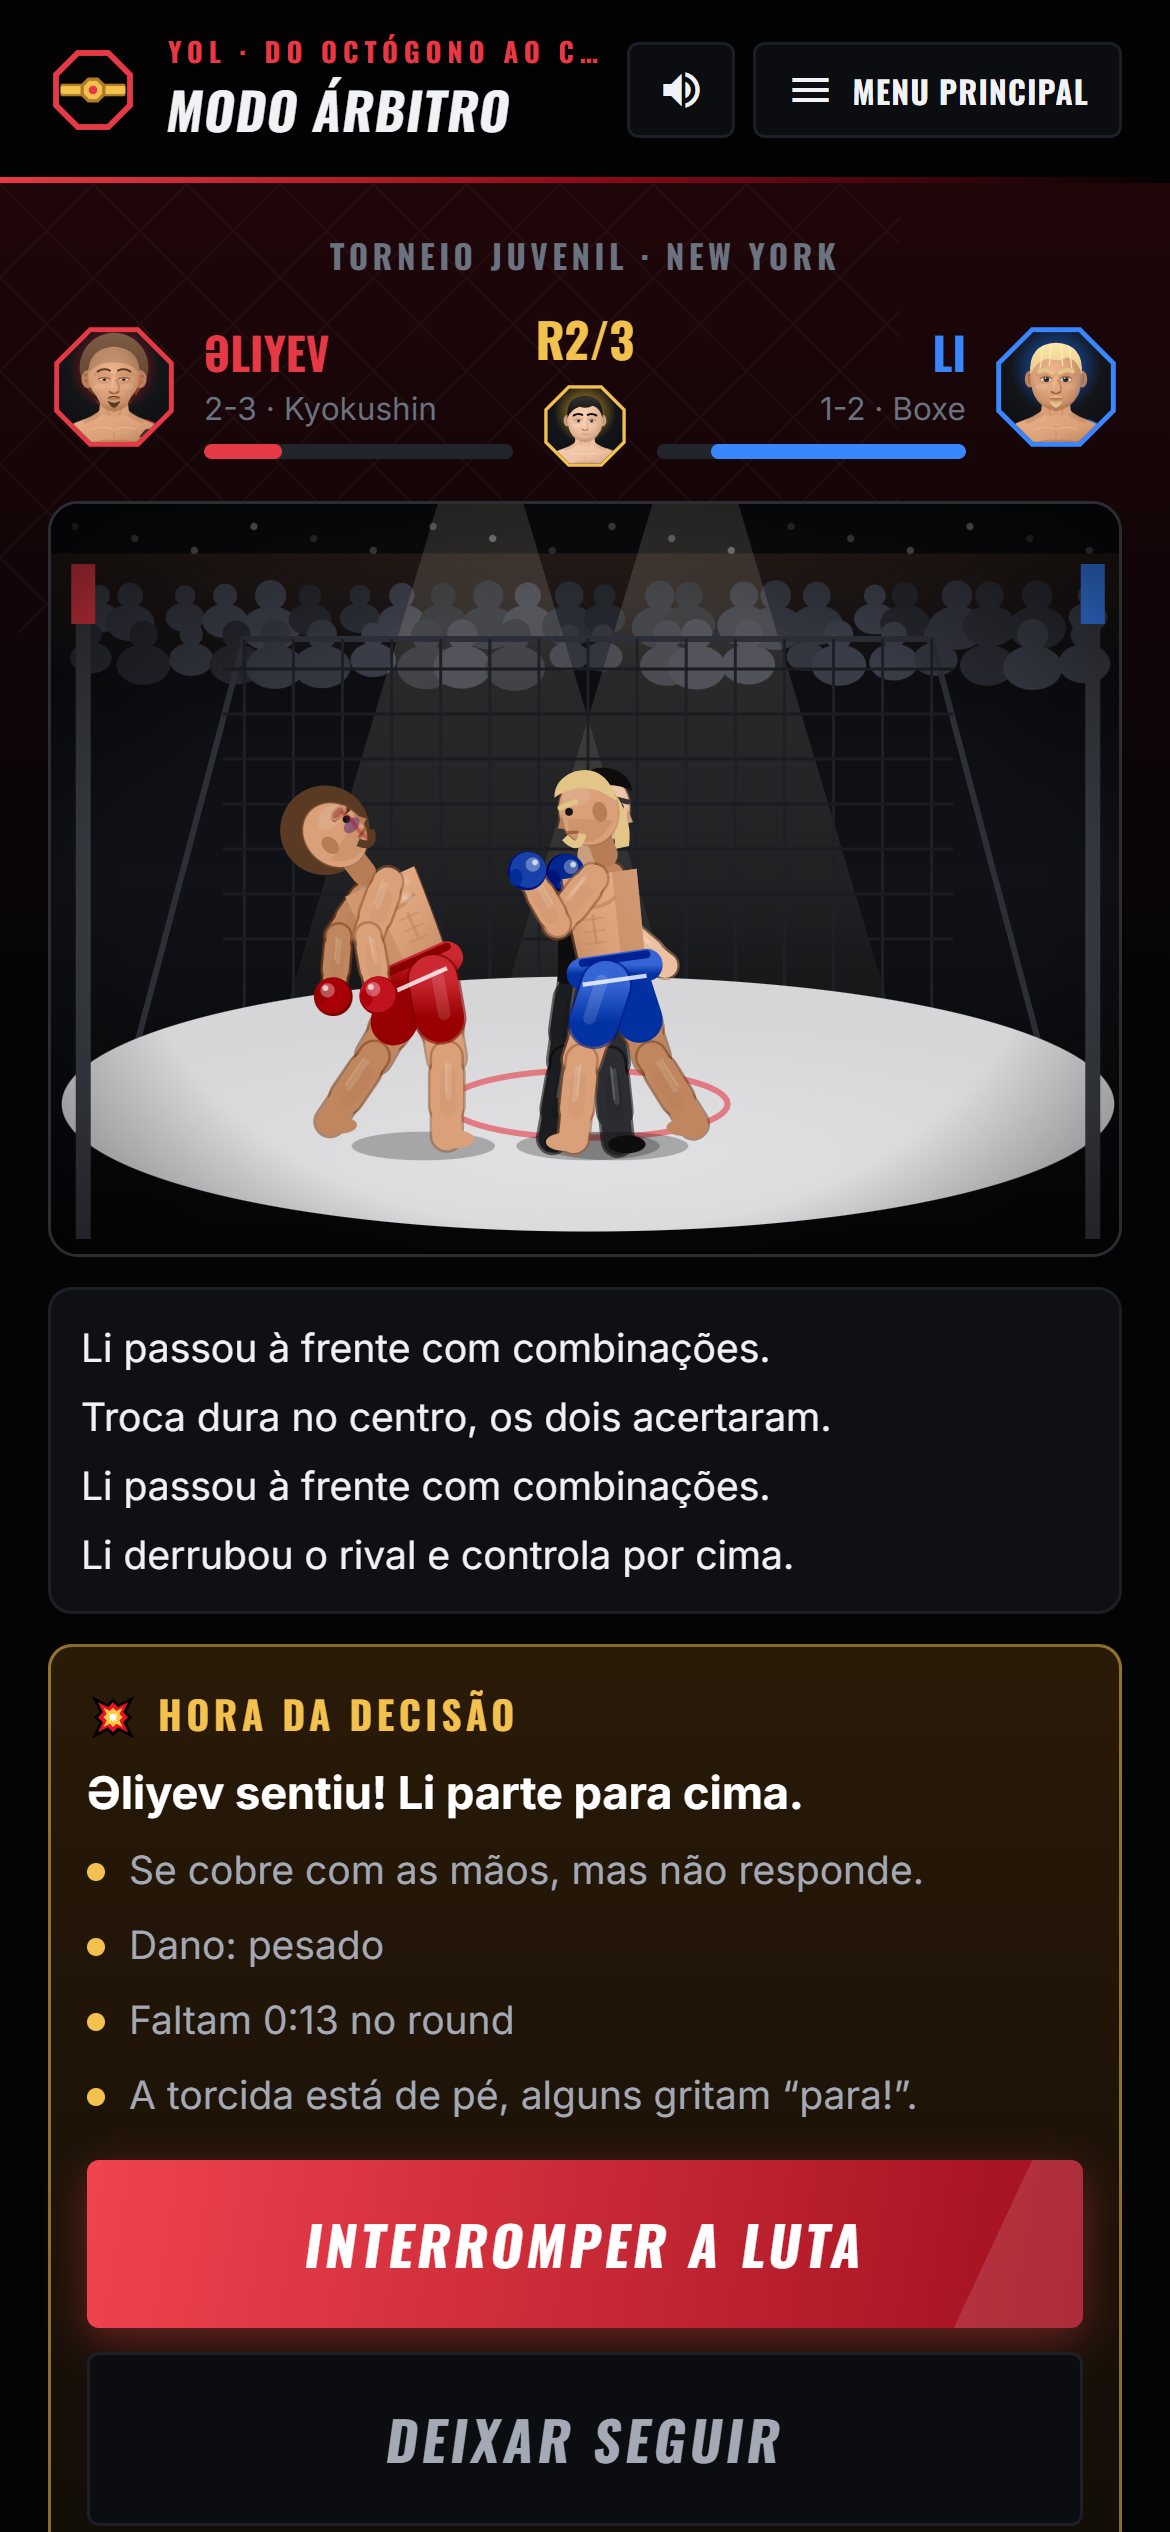 YOL · DO OCTÓGONO AO C…
MODO ÁRBITRO
MENU PRINCIPAL
TORNEIO JUVENIL · NEW YORK
ƏLIYEV
R2/3
LI
2-3 · Kyokushin
1-2 · Boxe
Li passou à frente com combinações.
Troca dura no centro, os dois acertaram.
Li passou à frente com combinações.
Li derrubou o rival e controla por cima.
💥 HORA DA DECISÃO
Əliyev sentiu! Li parte para cima.
Se cobre com as mãos, mas não responde.
Dano: pesado
Faltam 0:13 no round
A torcida está de pé, alguns gritam “para!”.
INTERROMPER A LUTA
DEIXAR SEGUIR